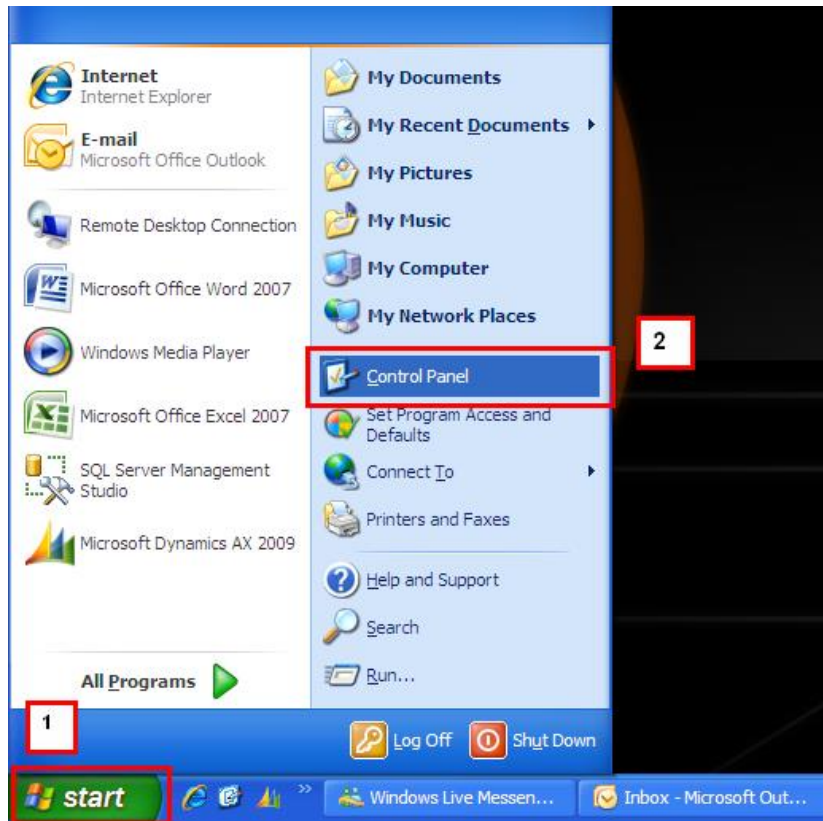 Internet
Internet Explorer
E-mail
Microsoft Office Outlook
Remote Desktop Connection
Microsoft Office Word 2007
Windows Media Player
Microsoft Office Excel 2007
SQL Server Management
Studio
Microsoft Dynamics AX 2009
All Programs
My Documents
My Recent Documents
My Pictures
My Music
My Computer
My Network Places
Control Panel
2
Set Program Access and
Defaults
Connect To
Printers and Faxes
Help and Support
Search
Run...
1
Log Off
Shut Down
start
Windows Live Messen...
Inbox - Microsoft Out...